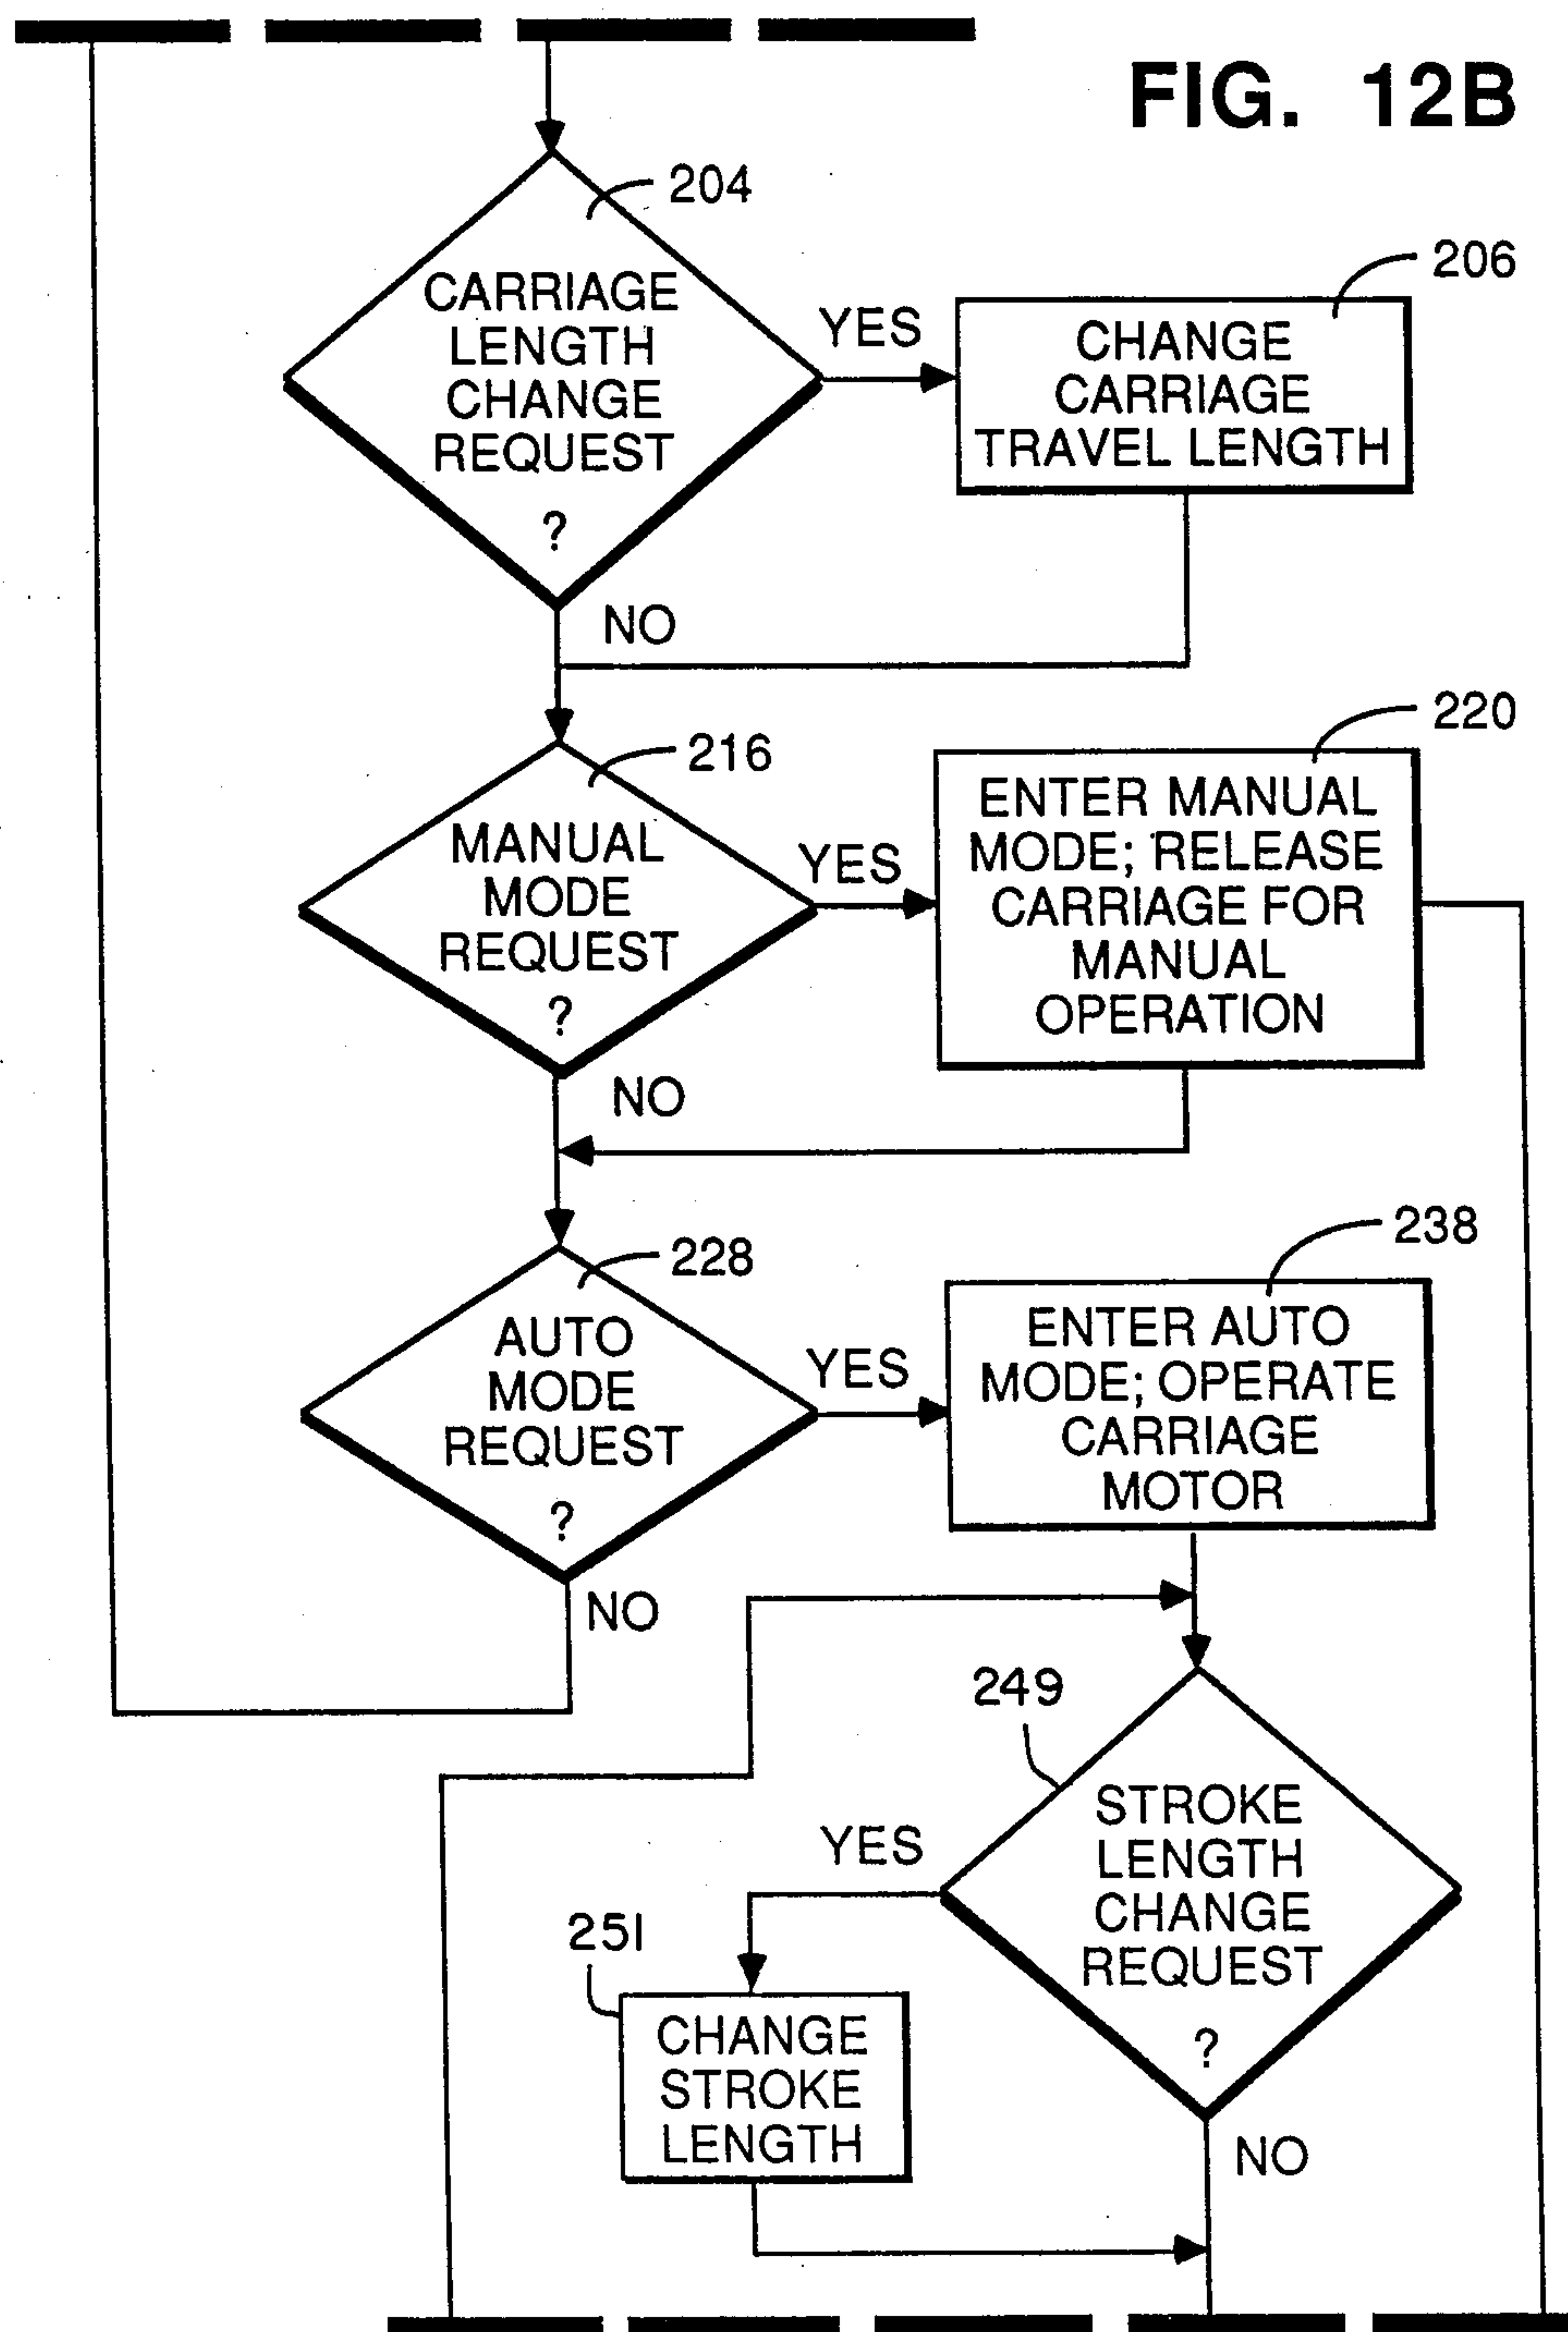 FIG. 12B
204
CARRIAGE
LENGTH
CHANGE
REQUEST
?
YES
NO
206
CHANGE
CARRIAGE
TRAVEL LENGTH
216
MANUAL
MODE
REQUEST
?
YES
NO
220
ENTER MANUAL
MODE; RELEASE
CARRIAGE FOR
MANUAL
OPERATION
228
AUTO
MODE
REQUEST
?
YES
NO
238
ENTER AUTO
MODE; OPERATE
CARRIAGE
MOTOR
249
STROKE
LENGTH
CHANGE
REQUEST
?
YES
NO
251
CHANGE
STROKE
LENGTH